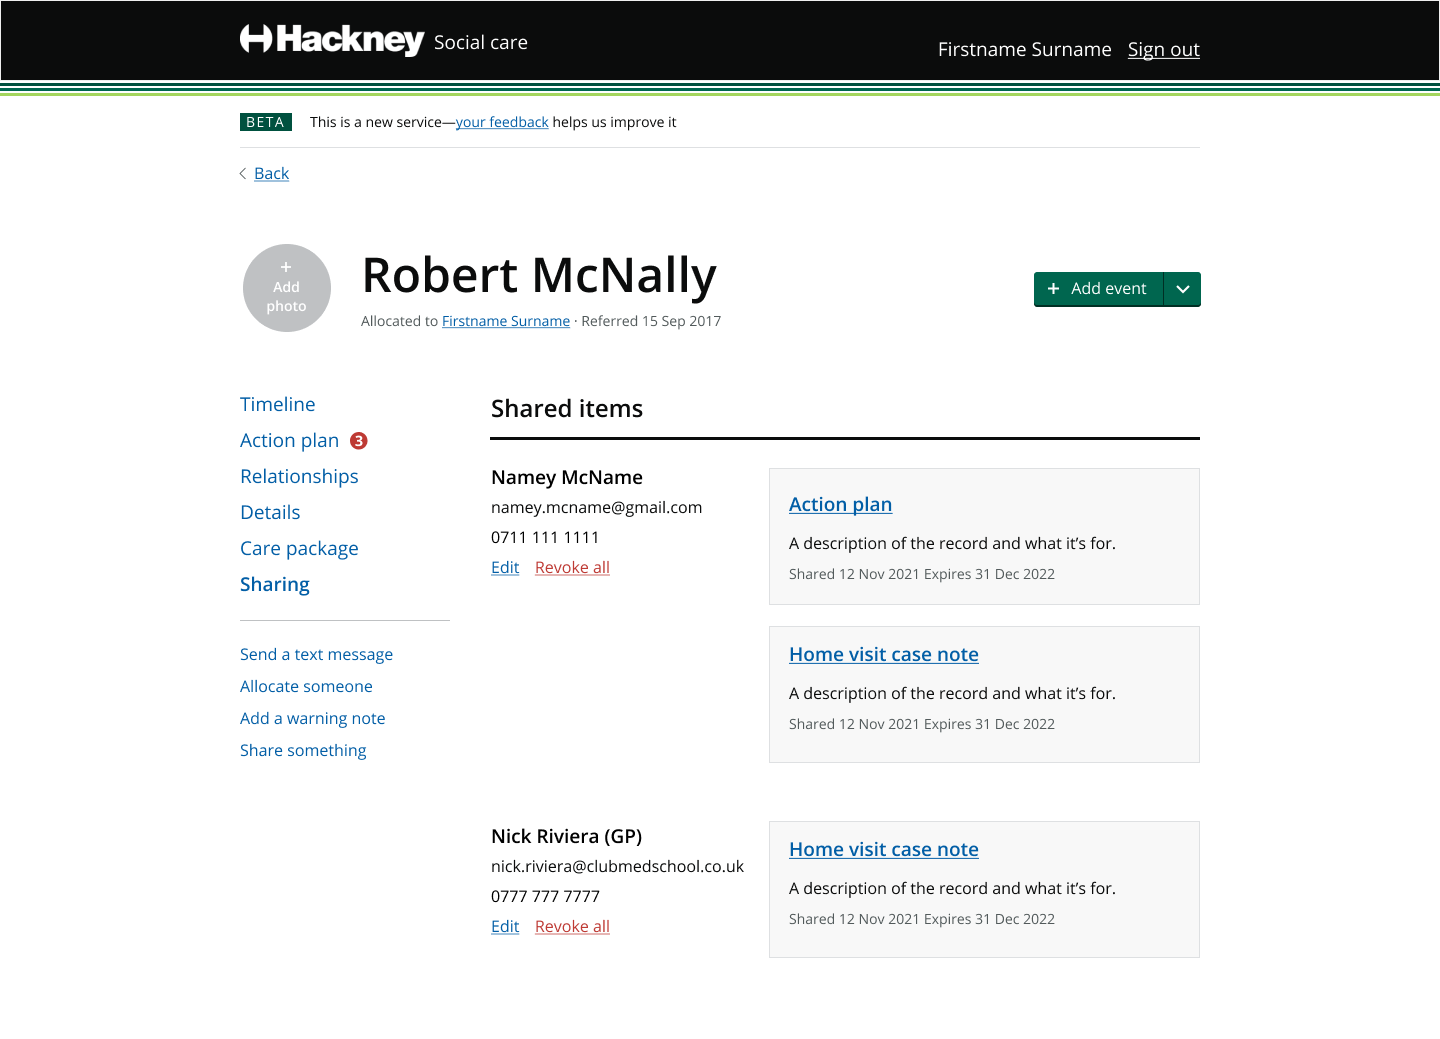 Hackney Social care
Firstname Surname Sign out
BETA This is a new service—your feedback helps us improve it
Back
+ Add photo
Robert McNally
Allocated to Firstname Surname · Referred 15 Sep 2017
+ Add event
Timeline
Action plan 3
Relationships
Details
Care package
Sharing
Send a text message
Allocate someone
Add a warning note
Share something
Shared items
Namey McName
namey.mcname@gmail.com
0711 111 1111
Edit Revoke all
Action plan
A description of the record and what it’s for.
Shared 12 Nov 2021 Expires 31 Dec 2022
Home visit case note
A description of the record and what it’s for.
Shared 12 Nov 2021 Expires 31 Dec 2022
Nick Riviera (GP)
nick.riviera@clubmedschool.co.uk
0777 777 7777
Edit Revoke all
Home visit case note
A description of the record and what it’s for.
Shared 12 Nov 2021 Expires 31 Dec 2022